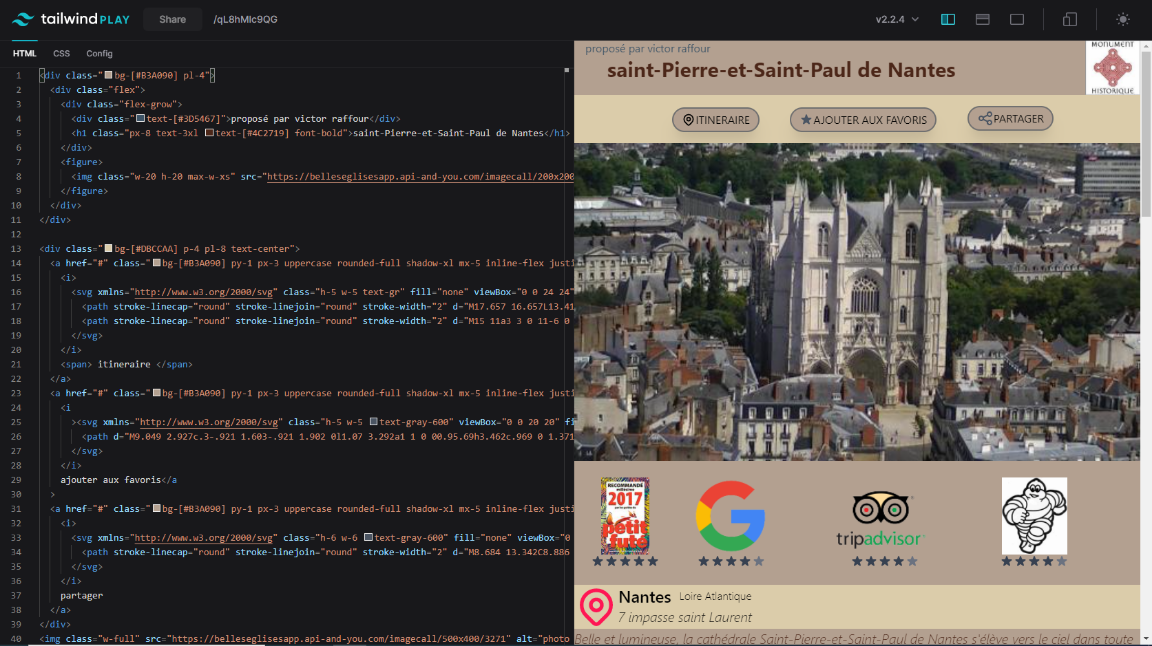 tailwind PLAY
Share
/qL8hMlc9QG
v2.2.4
HTML
CSS
Config
1 <div class="bg-[#B3A090] pl-4">
2 <div class="flex">
3 <div class="flex-grow">
4 <div class="text-[#3D5467]">proposé par victor raffour</div>
5 <h1 class="px-8 text-3xl text-[#4C2719] font-bold">saint-Pierre-et-Saint-Paul de Nantes</h1>
6 </div>
7 <figure>
8 <img class="w-20 h-20 max-w-xs" src="https://belleseglisesapp.api-and-you.com/imagecall/200x200
9 </figure>
10 </div>
11 </div>
12
13 <div class="bg-[#DBCCAA] p-4 pl-8 text-center">
14 <a href="#" class="bg-[#B3A090] py-1 px-3 uppercase rounded-full shadow-xl mx-5 inline-flex justi
15 <i>
16 <svg xmlns="http://www.w3.org/2000/svg" class="h-5 w-5 text-gr" fill="none" viewBox="0 0 24 24"
17 <path stroke-linecap="round" stroke-linejoin="round" stroke-width="2" d="M17.657 16.657L13.41
18 <path stroke-linecap="round" stroke-linejoin="round" stroke-width="2" d="M15 11a3 3 0 11-6 0
19 </svg>
20 </i>
21 <span> itineraire </span>
22 </a>
23 <a href="#" class="bg-[#B3A090] py-1 px-3 uppercase rounded-full shadow-xl mx-5 inline-flex justi
24 <i
25 ><svg xmlns="http://www.w3.org/2000/svg" class="h-5 w-5 text-gray-600" viewBox="0 0 20 20" fi
26 <path d="M9.049 2.927c.3-.921 1.603-.921 1.902 0l1.07 3.292a1 1 0 00.95.69h3.462c.969 0 1.371
27 </svg>
28 </i>
29 ajouter aux favoris</a
30 >
31 <a href="#" class="bg-[#B3A090] py-1 px-3 uppercase rounded-full shadow-xl mx-5 inline-flex justi
32 <i>
33 <svg xmlns="http://www.w3.org/2000/svg" class="h-6 w-6 text-gray-600" fill="none" viewBox="0
34 <path stroke-linecap="round" stroke-linejoin="round" stroke-width="2" d="M8.684 13.342C8.886
35 </svg>
36 </i>
37 partager
38 </a>
39 </div>
40 <img class="w-full" src="https://belleseglisesapp.api-and-you.com/imagecall/500x400/3271" alt="photo
proposé par victor raffour
saint-Pierre-et-Saint-Paul de Nantes
MONUMENT
HISTORIQUE
ITINERAIRE
AJOUTER AUX FAVORIS
PARTAGER
RECOMMANDÉ
2017
petit
futé
tripadvisor
Nantes Loire Atlantique
7 impasse saint Laurent
Belle et lumineuse, la cathédrale Saint-Pierre-et-Saint-Paul de Nantes s'élève vers le ciel dans toute